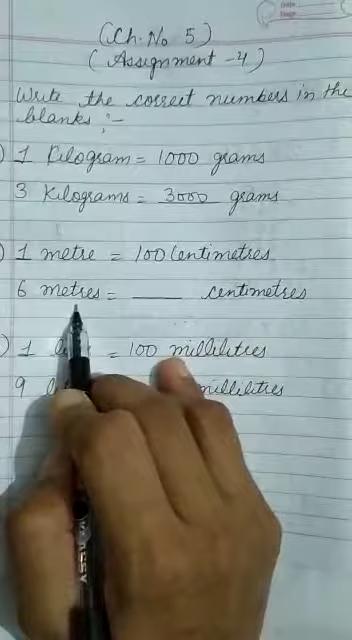 (Ch. No 5)
(Assignment - 4)
Write the correct numbers in the
blanks :-
) 1 Kilogram = 1000 grams
3 Kilograms = 3000 grams
) 1 metre = 100 Centimetres
6 metres = ____ centimetres
) 1 = 100 millilitres
9 millilitres